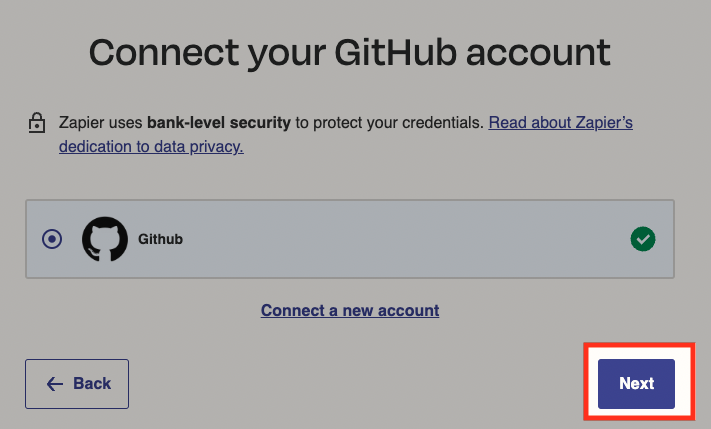 Connect your GitHub account
Zapier uses bank-level security to protect your credentials. Read about Zapier’s
dedication to data privacy.
Github
Connect a new account
Back
Next